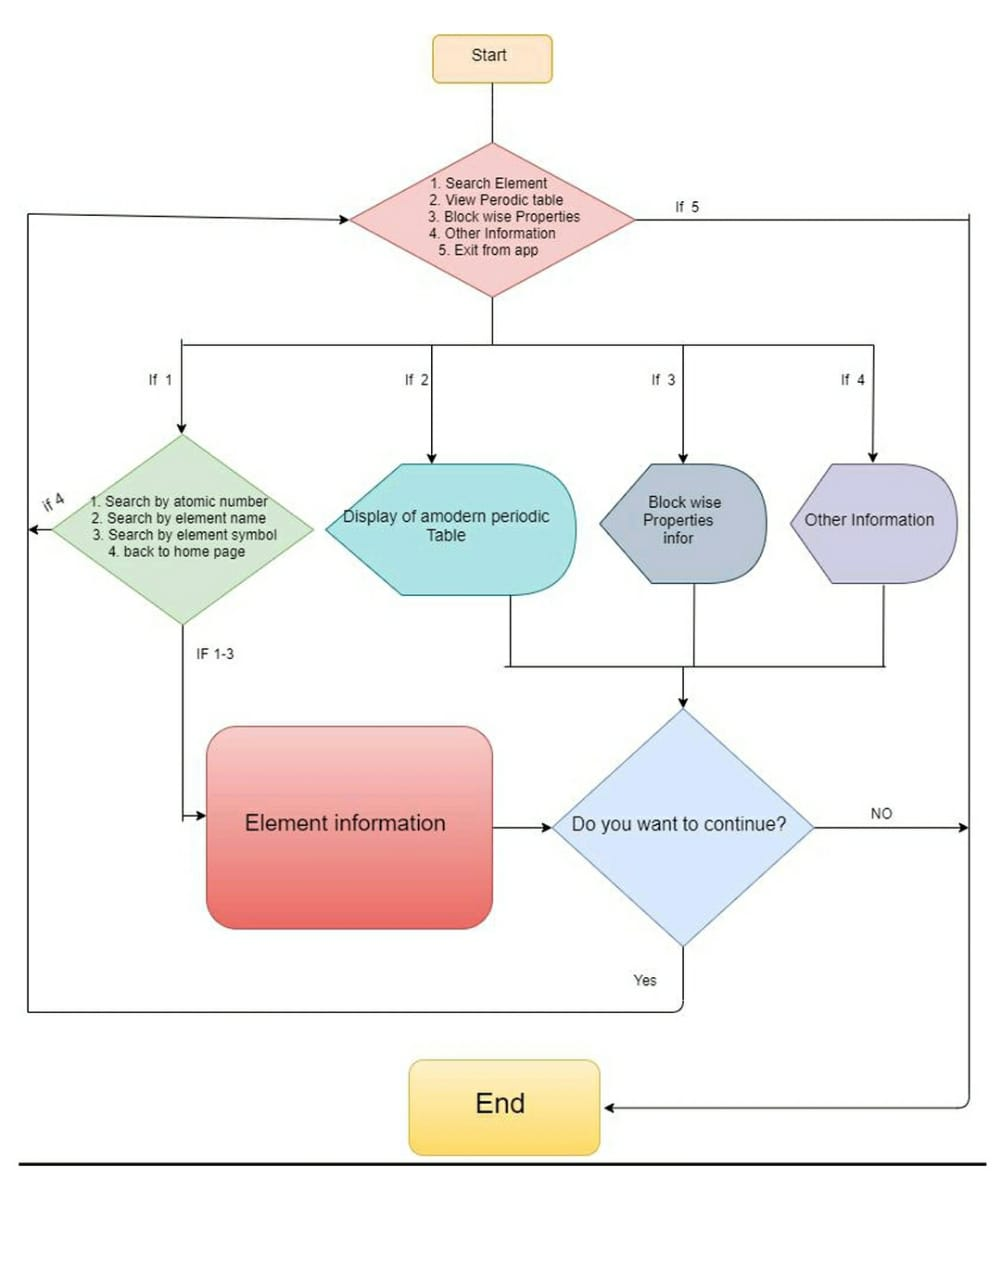 Start
1. Search Element
2. View Perodic table
3. Block wise Properties
4. Other Information
5. Exit from app
If 5
If 1
If 2
If 3
If 4
if 4
1. Search by atomic number
2. Search by element name
3. Search by element symbol
4. back to home page
Display of amodern periodic
Table
Block wise
Properties
infor
Other Information
IF 1-3
Element information
Do you want to continue?
NO
Yes
End